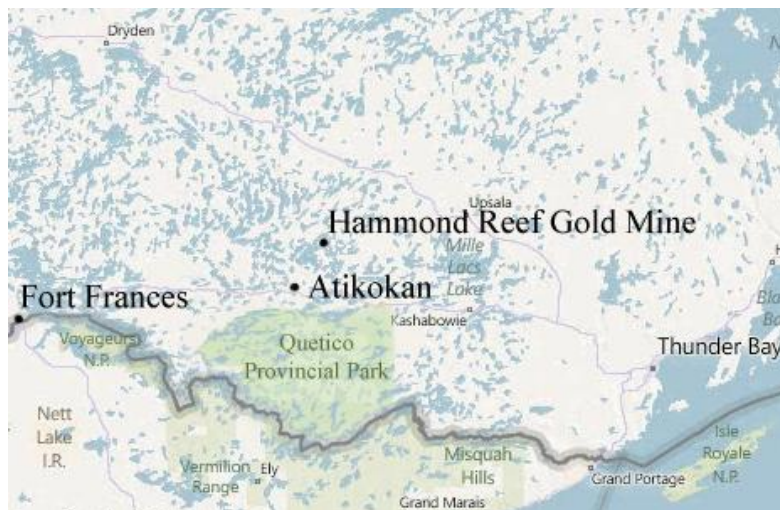 Dryden
Upsala
Hammond Reef Gold Mine
Mille
Lacs
Lake
Atikokan
Fort Frances
Kashabowie
Voyageurs
N.P.
Quetico
Provincial Park
Thunder Bay
Nett
Lake
I.R.
Vermilion
Range
Ely
Misquah
Hills
Isle
Royale
N.P.
Grand Portage
Grand Marais